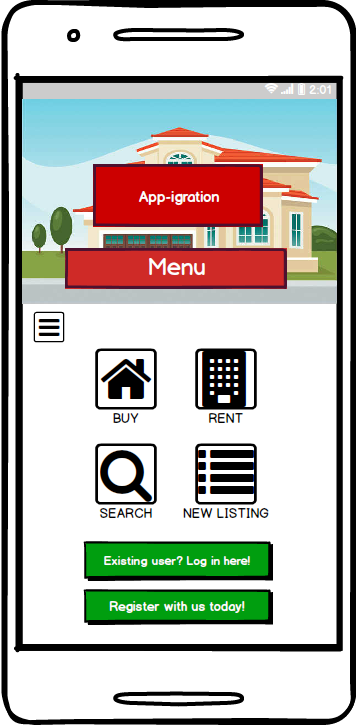 2:01
App-igration
Menu
BUY
RENT
SEARCH
NEW LISTING
Existing user? Log in here!
Register with us today!